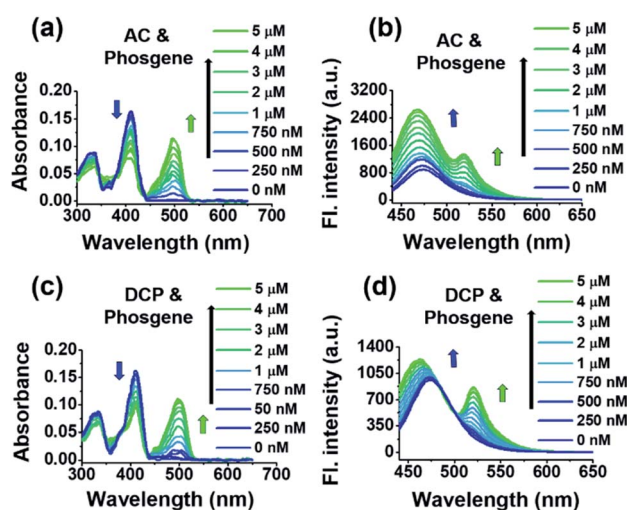 (a)
AC &
Phosgene
5 μM
4 μM
3 μM
2 μM
1 μM
750 nM
500 nM
250 nM
0 nM
Absorbance
0.20
0.15
0.10
0.05
0.00
300 400 500 600 700
Wavelength (nm)
(b)
AC &
Phosgene
5 μM
4 μM
3 μM
2 μM
1 μM
750 nM
500 nM
250 nM
0 nM
Fl. intensity (a.u.)
3200
2400
1600
800
0
450 500 550 600 650
Wavelength (nm)
(c)
DCP &
Phosgene
5 μM
4 μM
3 μM
2 μM
1 μM
750 nM
50 nM
250 nM
0 nM
Absorbance
0.20
0.15
0.10
0.05
0.00
300 400 500 600 700
Wavelength (nm)
(d)
DCP &
Phosgene
5 μM
4 μM
3 μM
2 μM
1 μM
750 nM
500 nM
250 nM
0 nM
Fl. intensity (a.u.)
1350
900
450
0
450 500 550 600 650
Wavelength (nm)